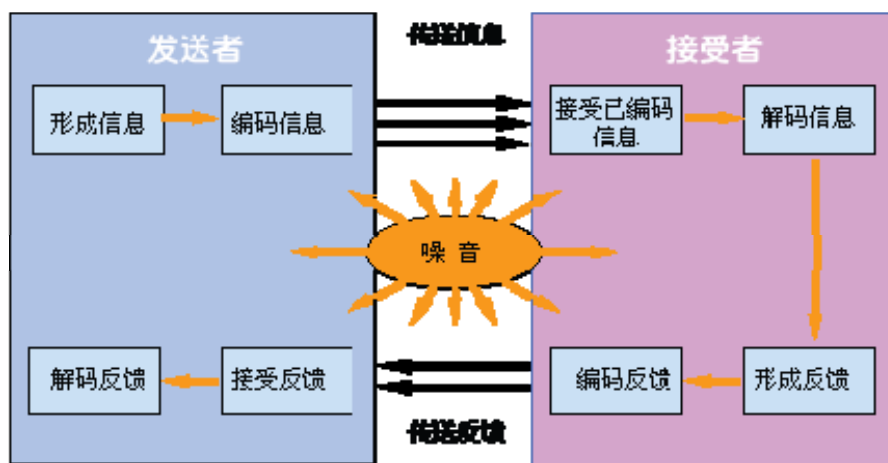 传送信息
发送者
接受者
形成信息
编码信息
接受已编码
信息
解码信息
噪 音
解码反馈
接受反馈
编码反馈
形成反馈
传送反馈